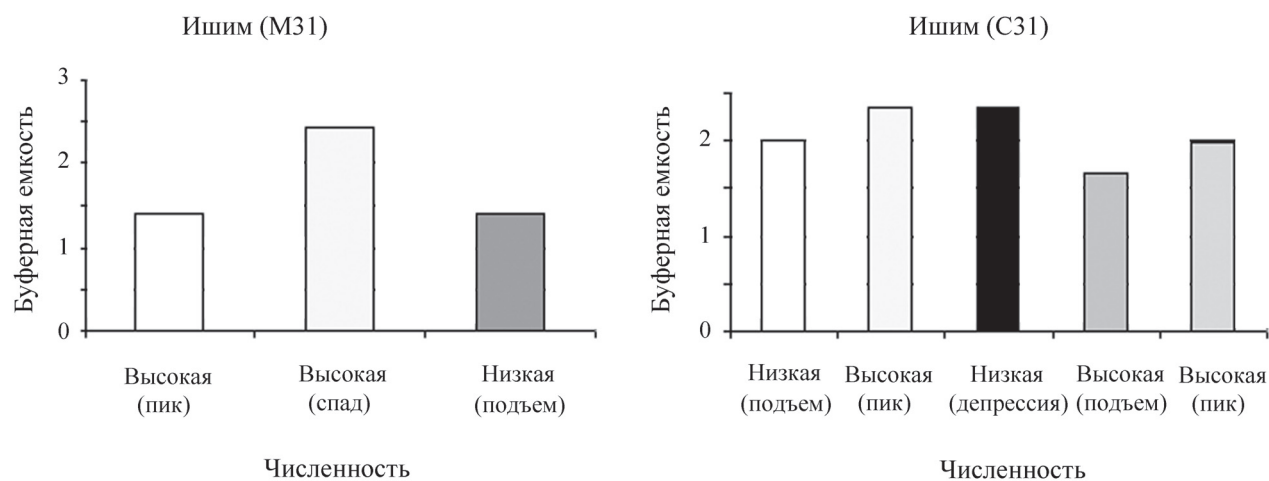 Ишим (М31)
Буферная емкость
3
2
1
0
Высокая
(пик)
Высокая
(спад)
Низкая
(подъем)
Численность
Ишим (С31)
Буферная емкость
2
1
0
Низкая
(подъем)
Высокая
(пик)
Низкая
(депрессия)
Высокая
(подъем)
Высокая
(пик)
Численность